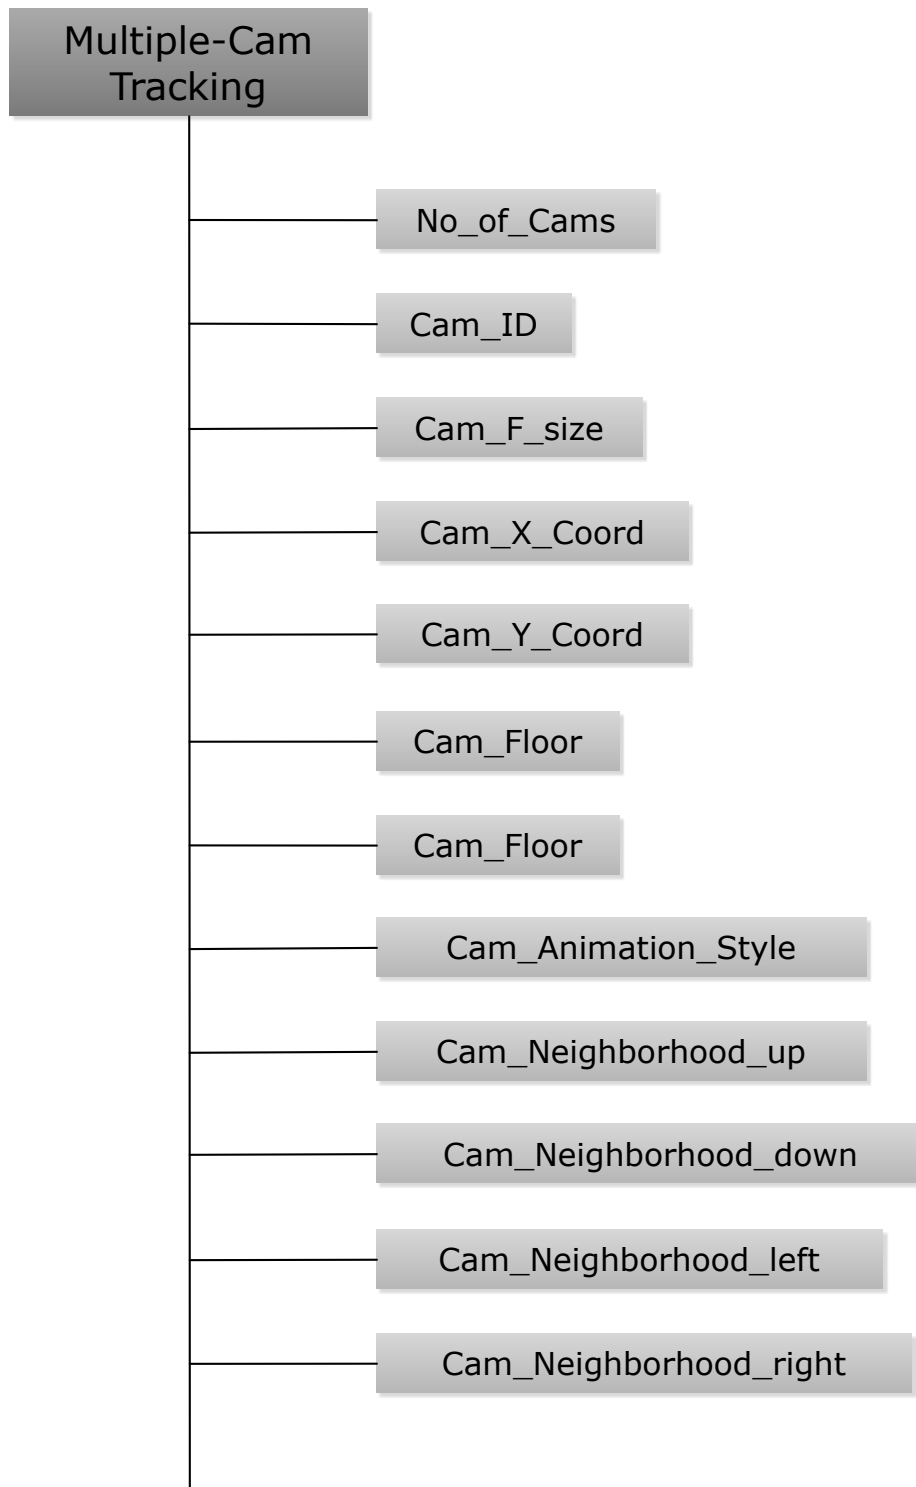 Multiple-Cam
Tracking
No_of_Cams
Cam_ID
Cam_F_size
Cam_X_Coord
Cam_Y_Coord
Cam_Floor
Cam_Floor
Cam_Animation_Style
Cam_Neighborhood_up
Cam_Neighborhood_down
Cam_Neighborhood_left
Cam_Neighborhood_right